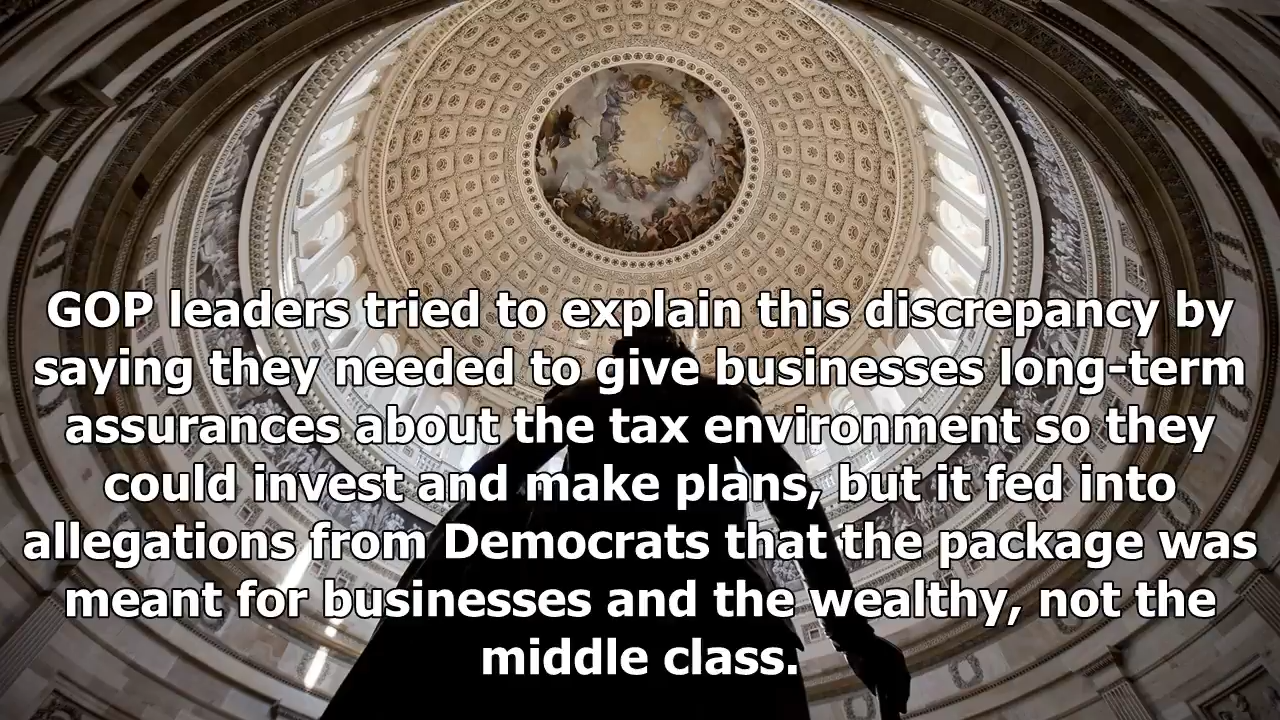 GOP leaders tried to explain this discrepancy by
saying they needed to give businesses long-term
assurances about the tax environment so they
could invest and make plans, but it fed into
allegations from Democrats that the package was
meant for businesses and the wealthy, not the
middle class.